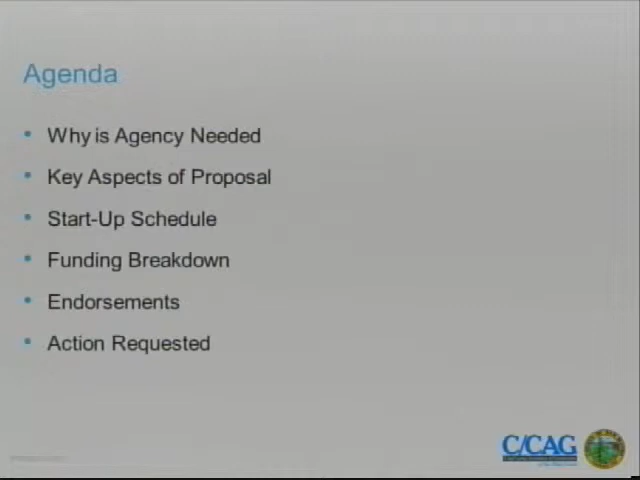 Agenda
• Why is Agency Needed
• Key Aspects of Proposal
• Start-Up Schedule
• Funding Breakdown
• Endorsements
• Action Requested
C/CAG